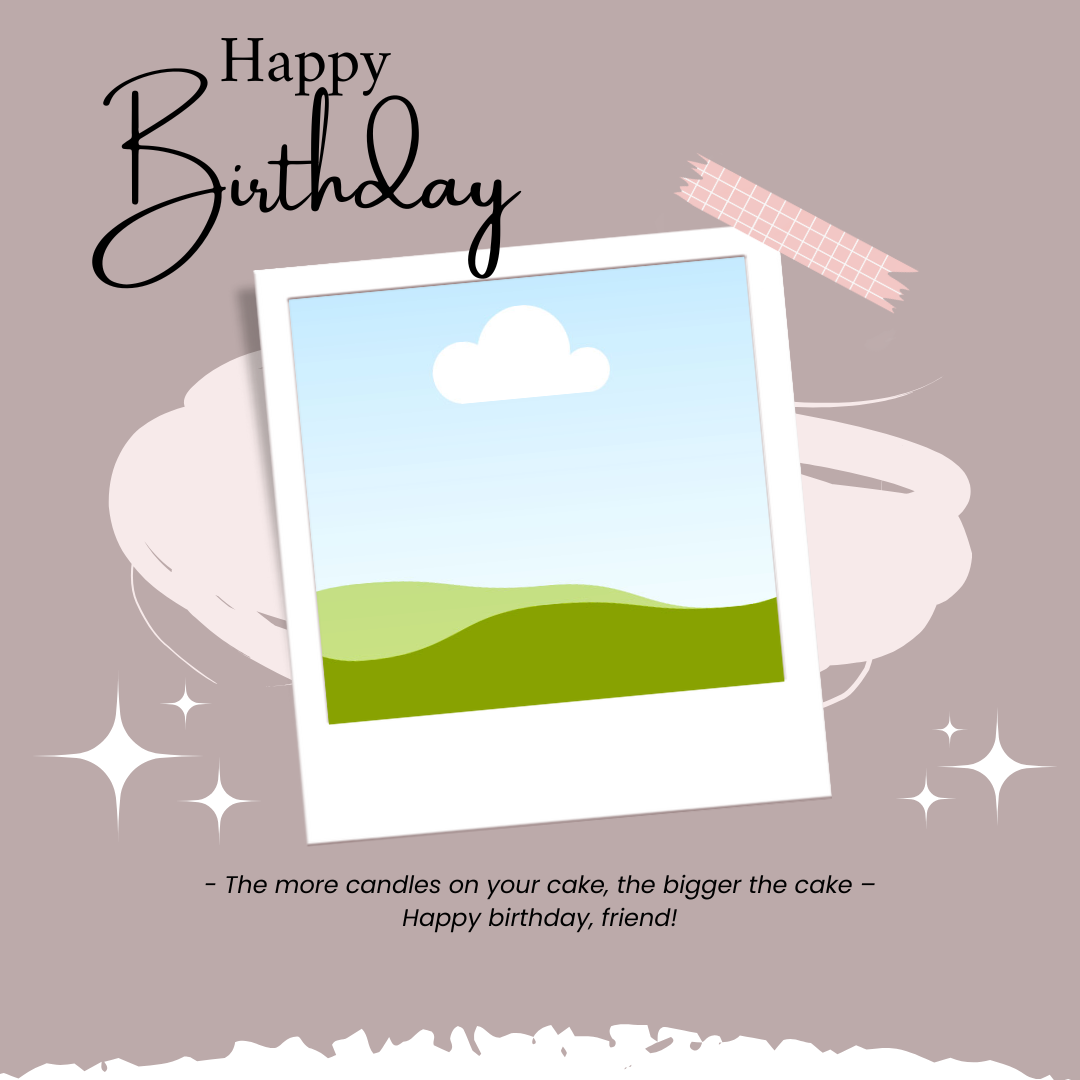 Happy
Birthday
- The more candles on your cake, the bigger the cake –
Happy birthday, friend!